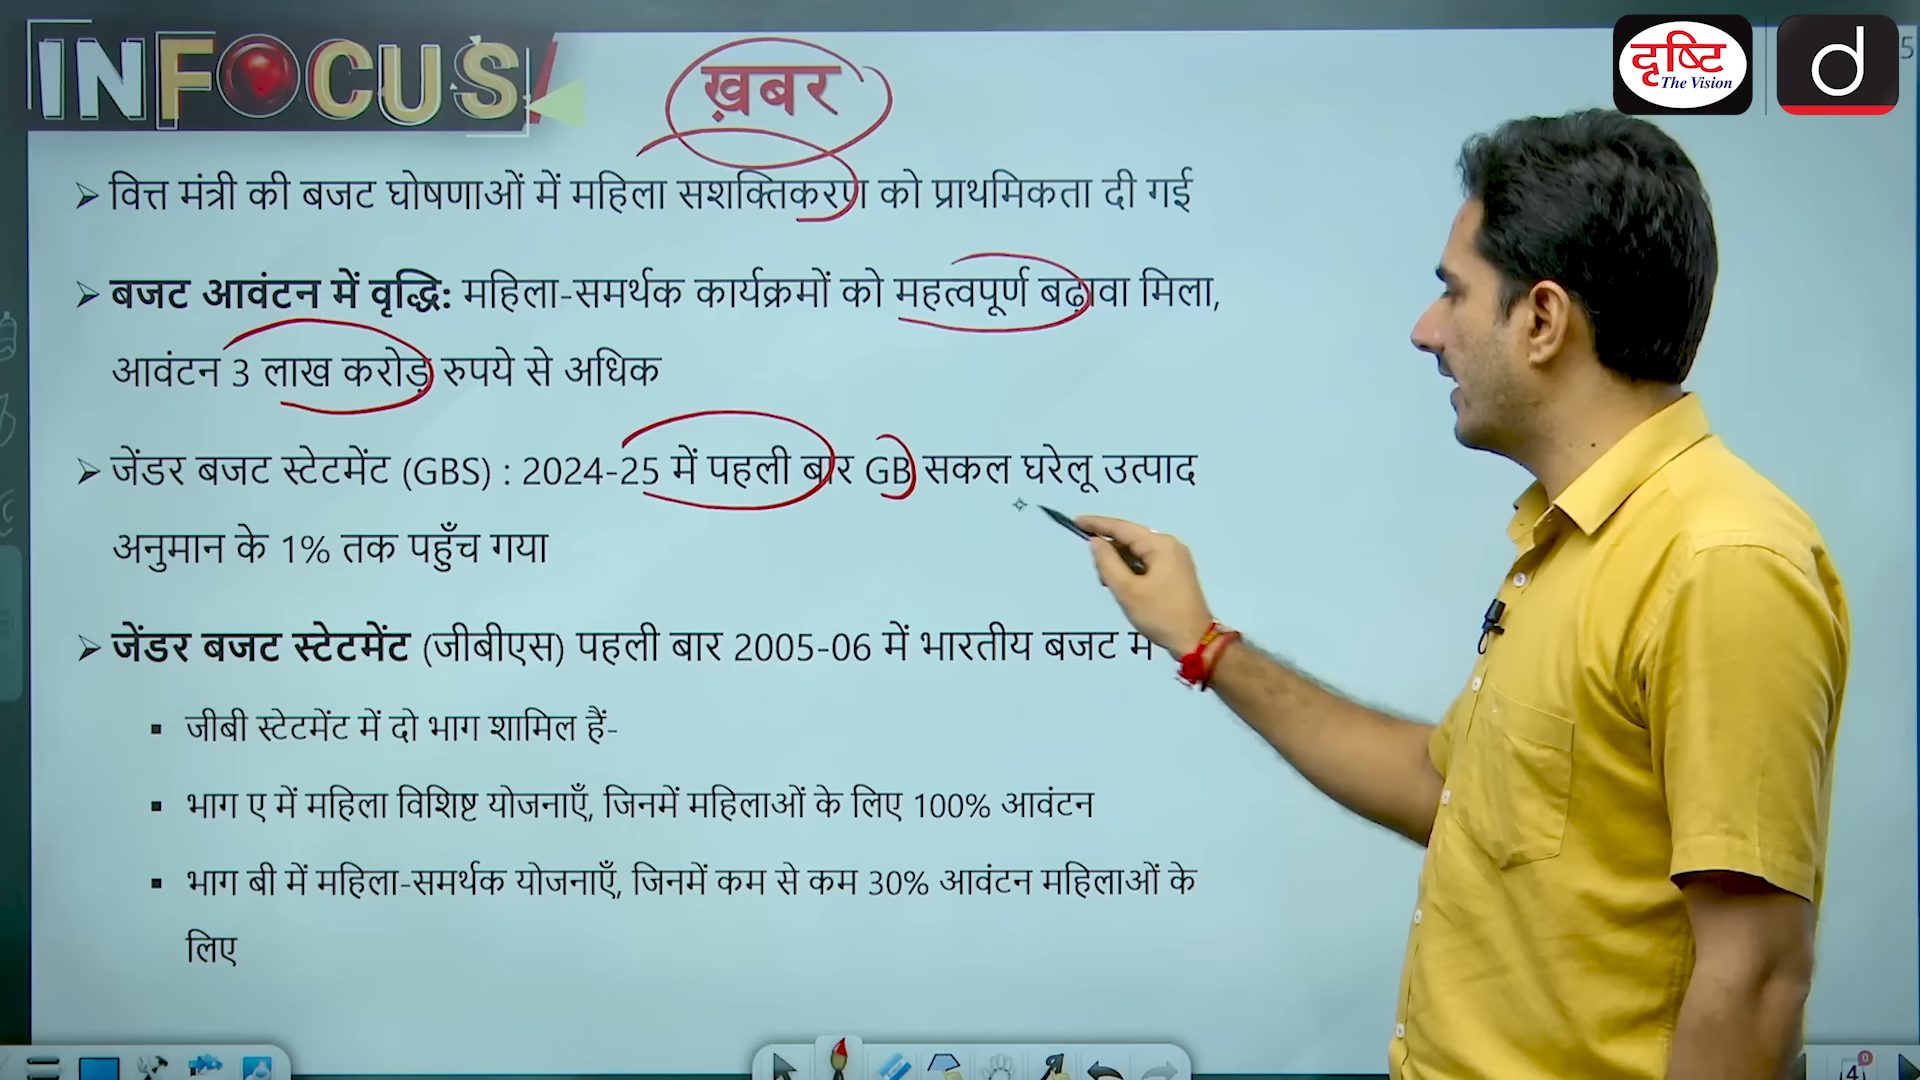 INFOCUS
ख़बर
दृष्टि
The Vision
d
5
➢ वित्त मंत्री की बजट घोषणाओं में महिला सशक्तिकरण को प्राथमिकता दी गई
➢ बजट आवंटन में वृद्धि: महिला-समर्थक कार्यक्रमों को महत्वपूर्ण बढ़ावा मिला,
आवंटन 3 लाख करोड़ रुपये से अधिक
➢ जेंडर बजट स्टेटमेंट (GBS) : 2024-25 में पहली बार GB सकल घरेलू उत्पाद
अनुमान के 1% तक पहुँच गया
➢ जेंडर बजट स्टेटमेंट (जीबीएस) पहली बार 2005-06 में भारतीय बजट
▪ जीबी स्टेटमेंट में दो भाग शामिल हैं-
▪ भाग ए में महिला विशिष्ट योजनाएँ, जिनमें महिलाओं के लिए 100% आवंटन
▪ भाग बी में महिला-समर्थक योजनाएँ, जिनमें कम से कम 30% आवंटन महिलाओं के
लिए
4
0